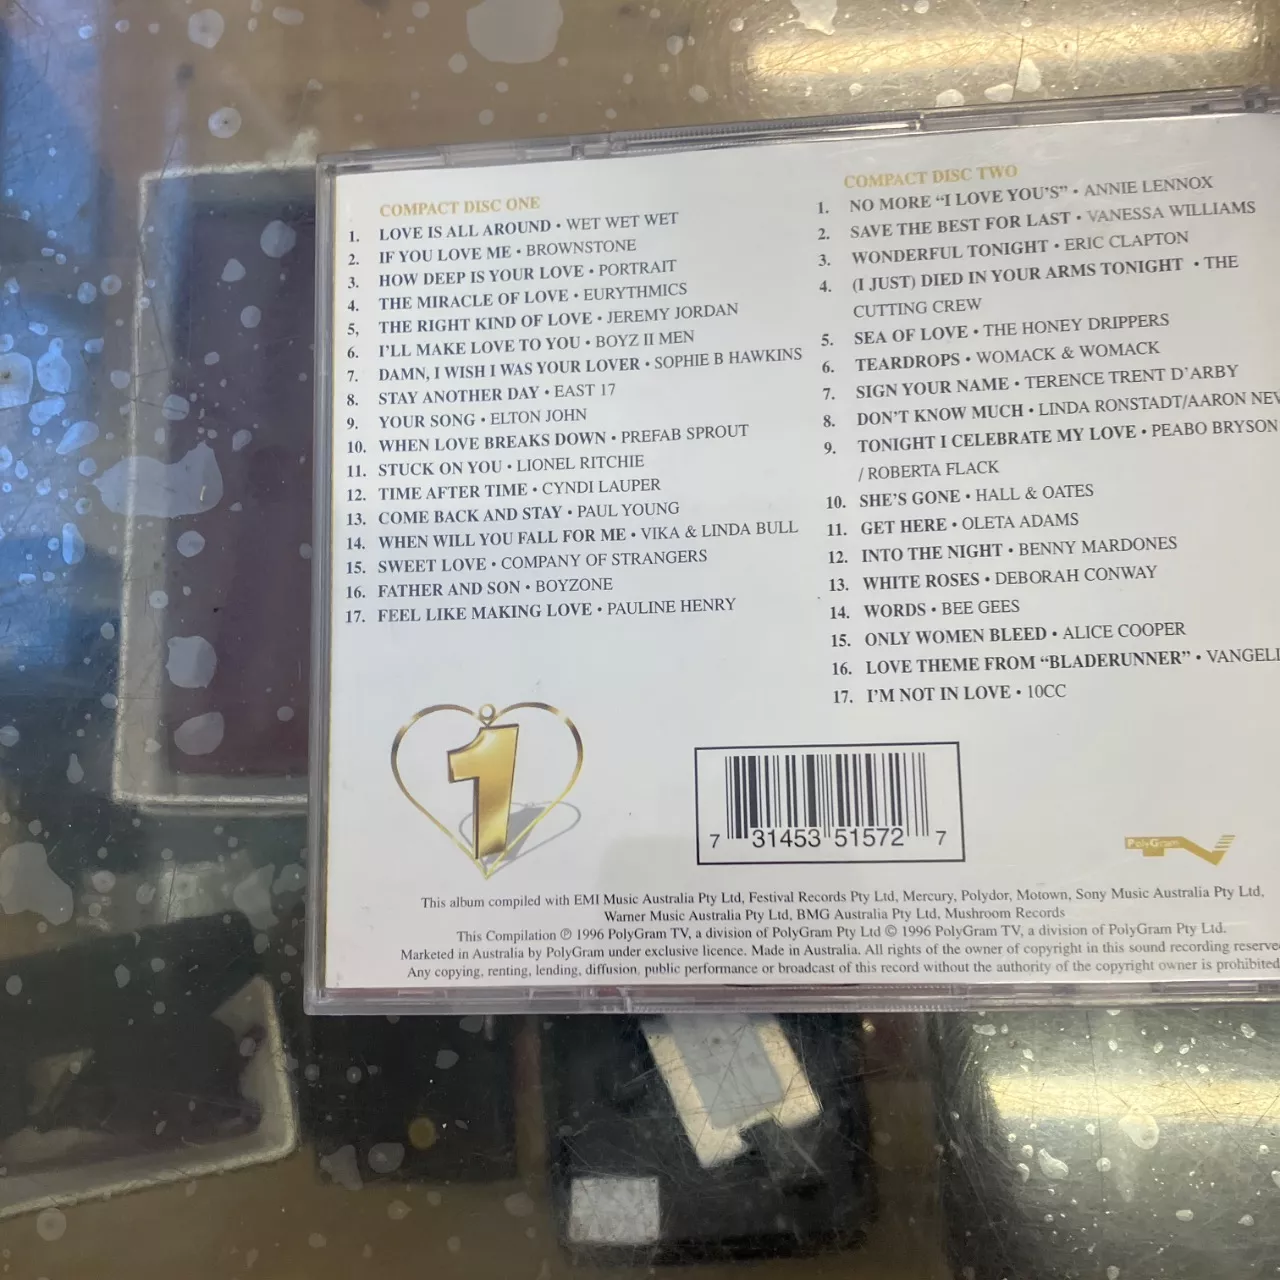 COMPACT DISC ONE
1. LOVE IS ALL AROUND • WET WET WET
2. IF YOU LOVE ME • BROWNSTONE
3. HOW DEEP IS YOUR LOVE • PORTRAIT
4. THE MIRACLE OF LOVE • EURYTHMICS
5, THE RIGHT KIND OF LOVE • JEREMY JORDAN
6. I'LL MAKE LOVE TO YOU • BOYZ II MEN
7. DAMN, I WISH I WAS YOUR LOVER • SOPHIE B HAWKINS
8. STAY ANOTHER DAY • EAST 17
9. YOUR SONG • ELTON JOHN
10. WHEN LOVE BREAKS DOWN • PREFAB SPROUT
11. STUCK ON YOU • LIONEL RITCHIE
12. TIME AFTER TIME • CYNDI LAUPER
13. COME BACK AND STAY • PAUL YOUNG
14. WHEN WILL YOU FALL FOR ME • VIKA & LINDA BULL
15. SWEET LOVE • COMPANY OF STRANGERS
16. FATHER AND SON • BOYZONE
17. FEEL LIKE MAKING LOVE • PAULINE HENRY
COMPACT DISC TWO
1. NO MORE “I LOVE YOU'S” • ANNIE LENNOX
2. SAVE THE BEST FOR LAST • VANESSA WILLIAMS
3. WONDERFUL TONIGHT • ERIC CLAPTON
4. (I JUST) DIED IN YOUR ARMS TONIGHT • THE
CUTTING CREW
5. SEA OF LOVE • THE HONEY DRIPPERS
6. TEARDROPS • WOMACK & WOMACK
7. SIGN YOUR NAME • TERENCE TRENT D'ARBY
8. DON'T KNOW MUCH • LINDA RONSTADT/AARON NEV
9. TONIGHT I CELEBRATE MY LOVE • PEABO BRYSON
/ ROBERTA FLACK
10. SHE'S GONE • HALL & OATES
11. GET HERE • OLETA ADAMS
12. INTO THE NIGHT • BENNY MARDONES
13. WHITE ROSES • DEBORAH CONWAY
14. WORDS • BEE GEES
15. ONLY WOMEN BLEED • ALICE COOPER
16. LOVE THEME FROM “BLADERUNNER” • VANGELI
17. I'M NOT IN LOVE • 10CC
1
7 31453 51572 7
PolyGram TV
This album compiled with EMI Music Australia Pty Ltd, Festival Records Pty Ltd, Mercury, Polydor, Motown, Sony Music Australia Pty Ltd,
Warner Music Australia Pty Ltd, BMG Australia Pty Ltd, Mushroom Records
This Compilation ℗ 1996 PolyGram TV, a division of PolyGram Pty Ltd © 1996 PolyGram TV, a division of PolyGram Pty Ltd.
Marketed in Australia by PolyGram under exclusive licence. Made in Australia. All rights of the owner of copyright in this sound recording reserve
Any copying, renting, lending, diffusion, public performance or broadcast of this record without the authority of the copyright owner is prohibited